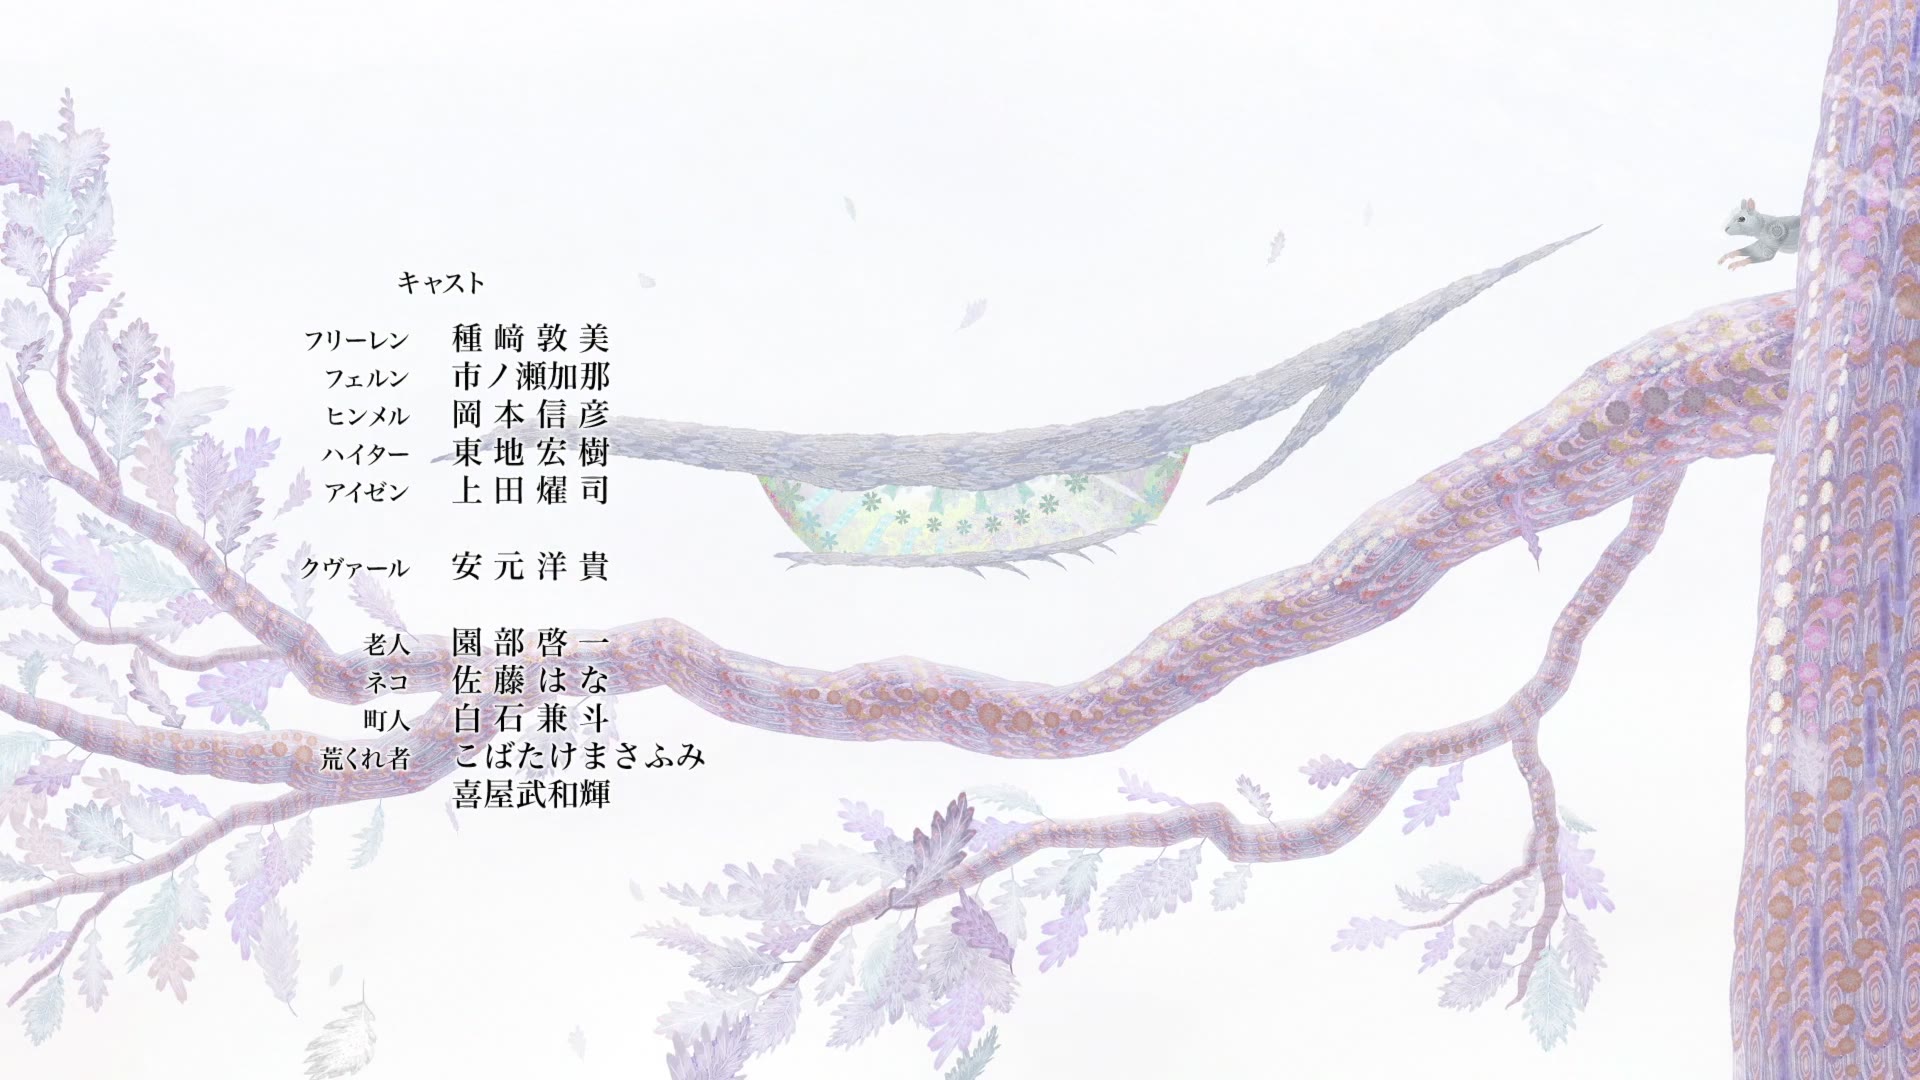 キャスト
フリーレン 種﨑敦美
フェルン 市ノ瀬加那
ヒンメル 岡本信彦
ハイター 東地宏樹
アイゼン 上田燿司
クヴァール 安元洋貴
老人 園部啓一
ネコ 佐藤はな
町人 白石兼斗
荒くれ者 こばたけまさふみ
喜屋武和輝